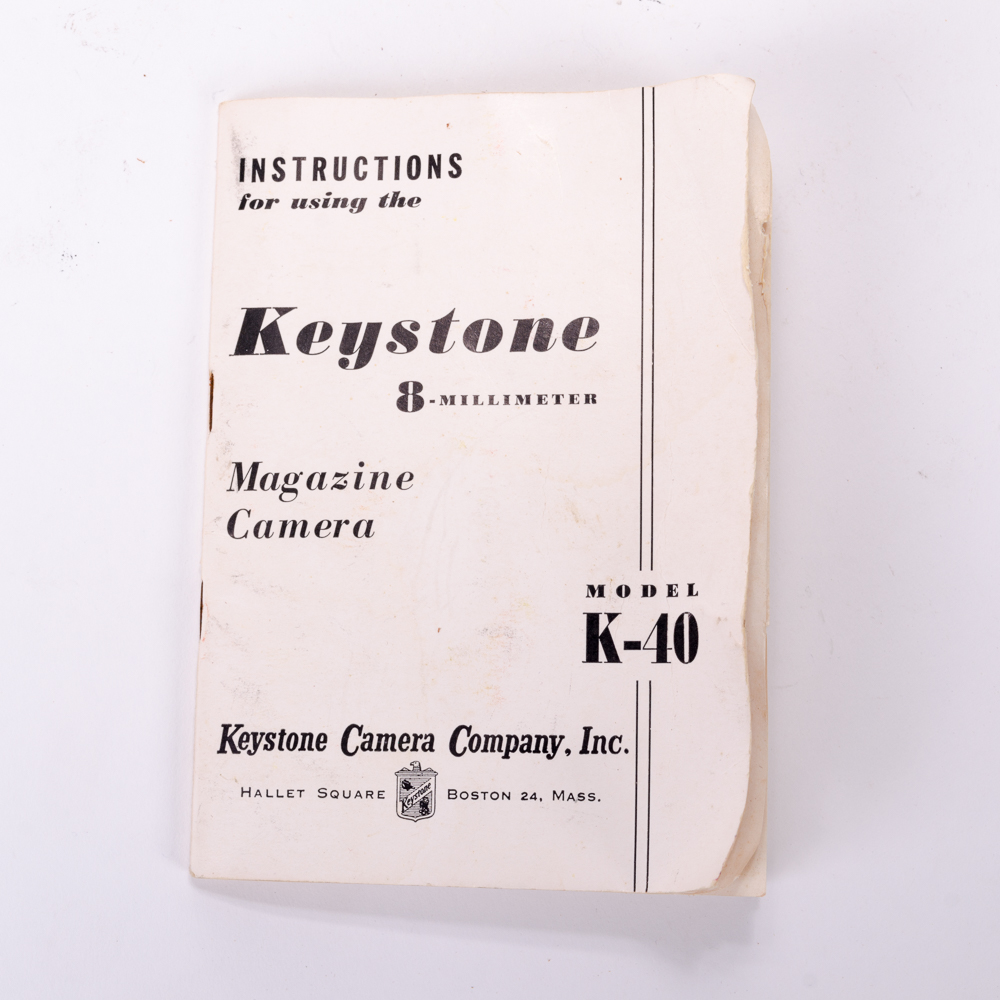 INSTRUCTIONS
for using the
Keystone
8-MILLIMETER
Magazine
Camera
MODEL
K-40
Keystone Camera Company, Inc.
HALLET SQUARE Keystone BOSTON 24, MASS.